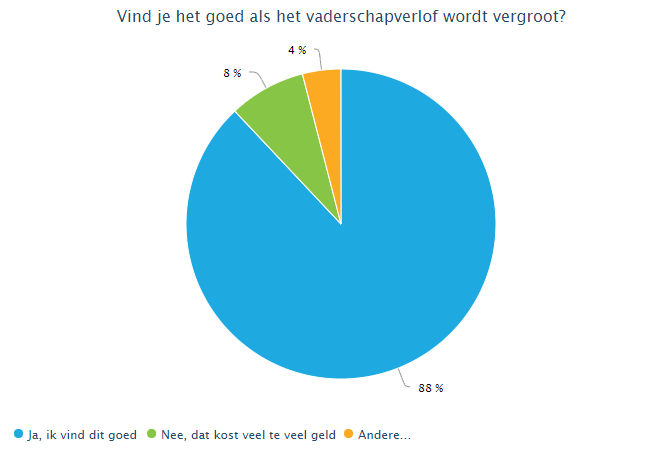 Vind je het goed als het vaderschapverlof wordt vergroot?
4 %
8 %
88 %
Ja, ik vind dit goed Nee, dat kost veel te veel geld Andere...